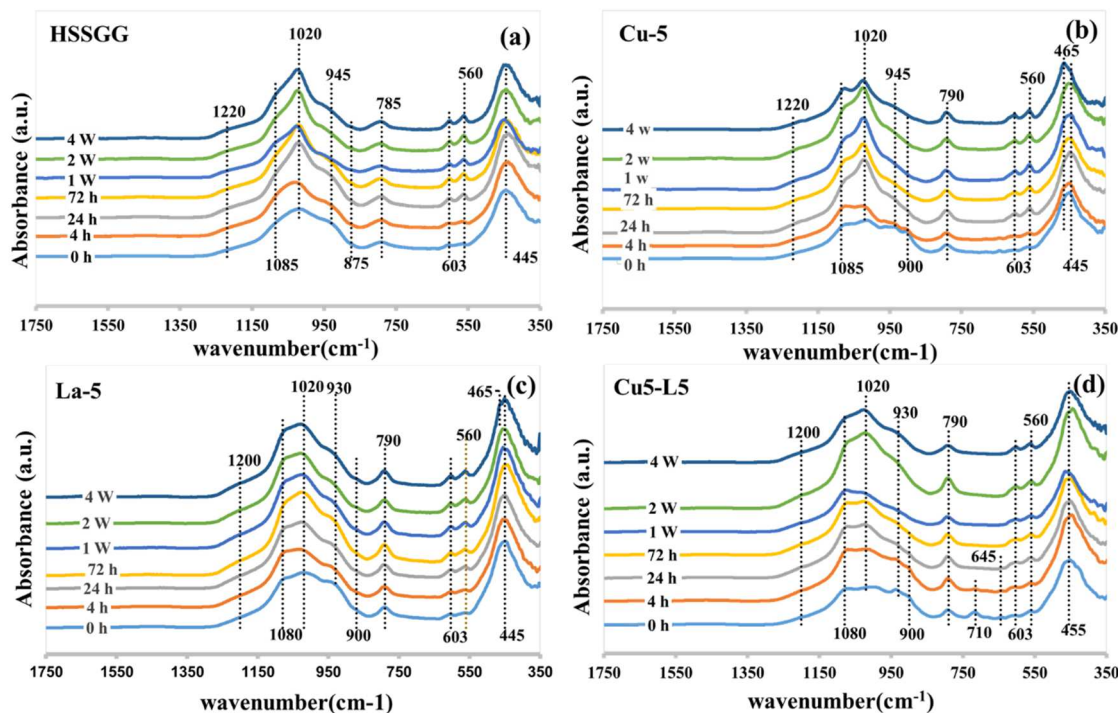 HSSGG
(a)
1020
945
560
1220
785
4 W
2 W
1 W
72 h
24 h
4 h
0 h
1085
875
603
445
Absorbance (a.u.)
1750 1550 1350 1150 950 750 550 350
wavenumber(cm-1)
Cu-5
(b)
1020
465
945
560
1220
790
4 w
2 w
1 w
72 h
24 h
4 h
0 h
1085
900
603
445
Absorbance (a.u.)
1750 1550 1350 1150 950 750 550 350
wavenumber(cm-1)
La-5
(c)
1020
930
465
790
560
1200
4 W
2 W
1 W
72 h
24 h
4 h
0 h
1080
900
603
445
Absorbance (a.u.)
1750 1550 1350 1150 950 750 550 350
wavenumber(cm-1)
Cu5-L5
(d)
1020
930
790
560
1200
4 W
2 W
1 W
72 h
645
24 h
4 h
0 h
1080
900
710
603
455
Absorbance (a.u.)
1750 1550 1350 1150 950 750 550 350
wavenumber(cm-1)